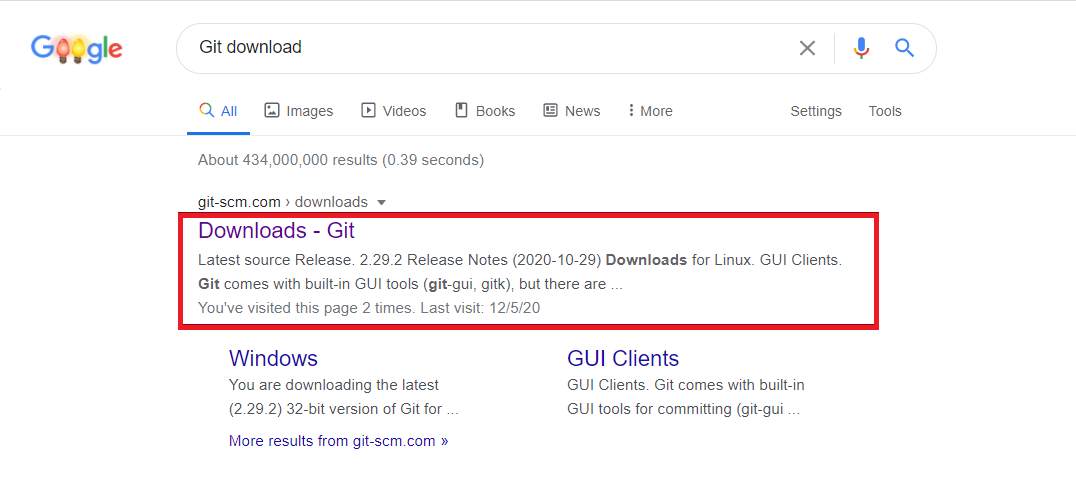 Google
Git download
All Images Videos Books News More Settings Tools
About 434,000,000 results (0.39 seconds)
git-scm.com › downloads
Downloads - Git
Latest source Release. 2.29.2 Release Notes (2020-10-29) Downloads for Linux. GUI Clients.
Git comes with built-in GUI tools (git-gui, gitk), but there are ...
You've visited this page 2 times. Last visit: 12/5/20
Windows
You are downloading the latest
(2.29.2) 32-bit version of Git for ...
GUI Clients
GUI Clients. Git comes with built-in
GUI tools for committing (git-gui ...
More results from git-scm.com »